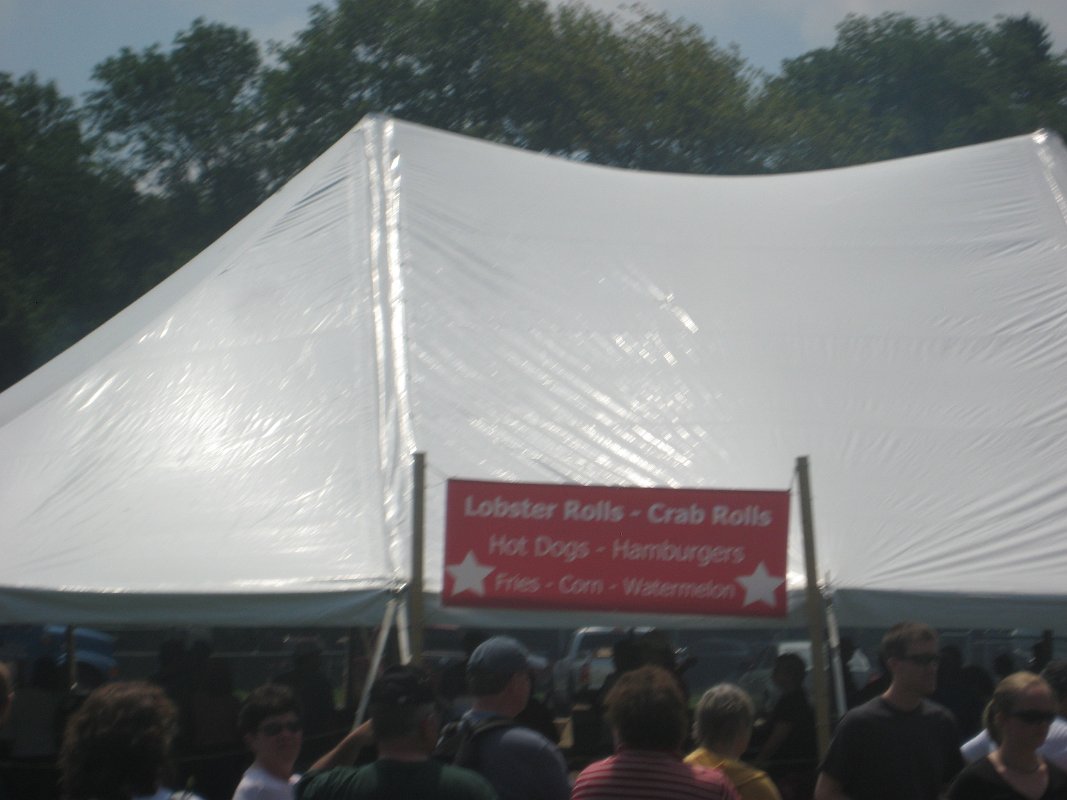 Lobster Rolls - Crab Rolls
Hot Dogs - Hamburgers
Fries - Corn - Watermelon